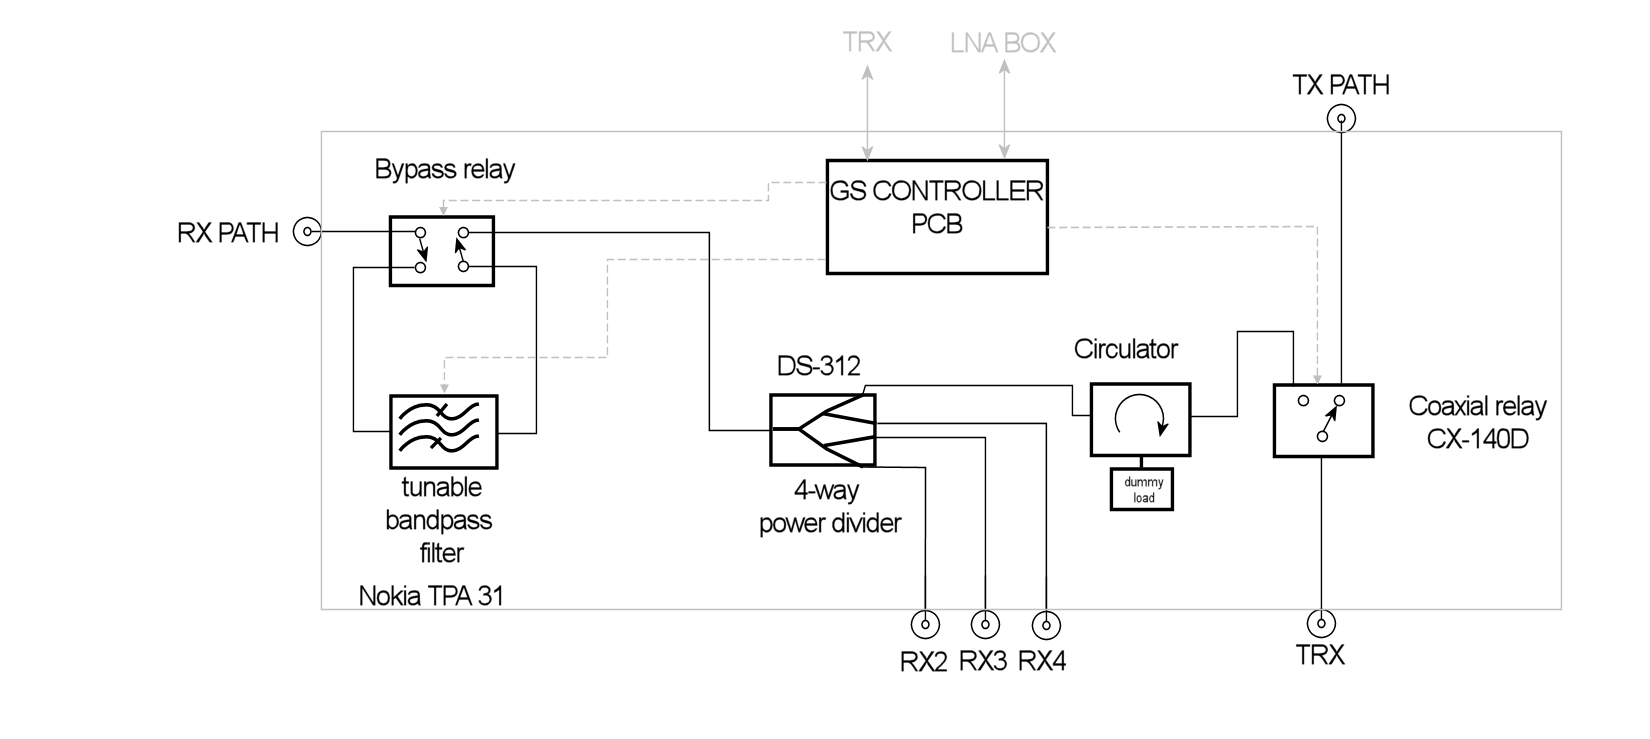 TRX
LNA BOX
TX PATH
Bypass relay
GS CONTROLLER
PCB
RX PATH
Circulator
DS-312
Coaxial relay
CX-140D
dummy
load
tunable
bandpass
filter
4-way
power divider
Nokia TPA 31
RX2
RX3
RX4
TRX